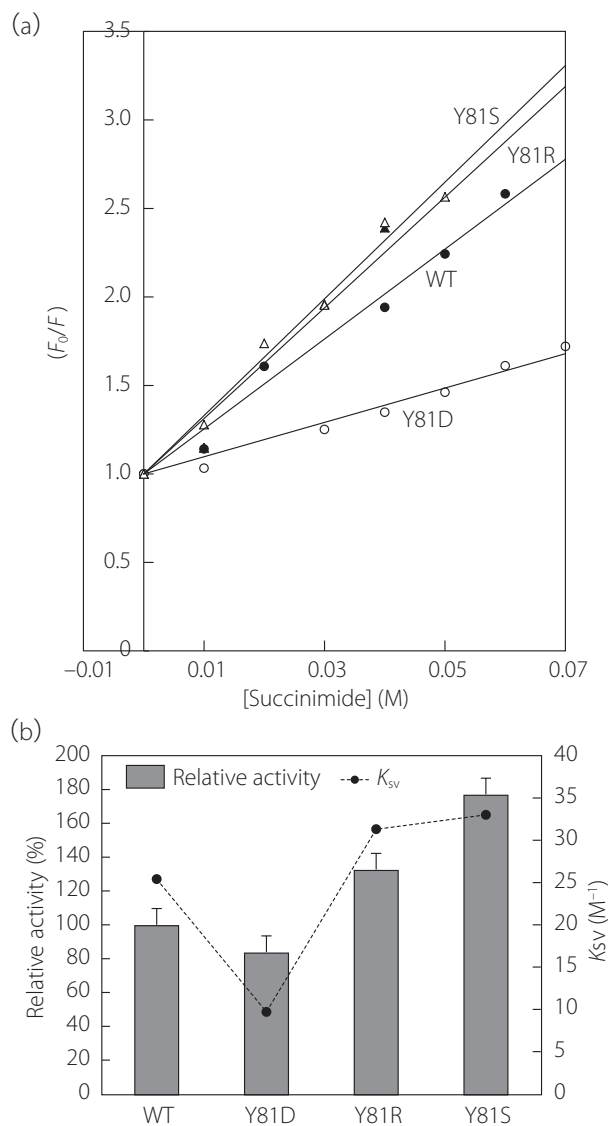 (a)
3.5
3.0
2.5
2.0
1.5
1.0
0.5
0
(F₀/F)
Y81S
Y81R
WT
Y81D
−0.01 0.01 0.03 0.05 0.07
[Succinimide] (M)
(b)
200
180
160
140
120
100
80
60
40
20
0
Relative activity (%)
Relative activity
Ksv
40
35
30
25
20
15
10
5
0
Ksv (M⁻¹)
WT Y81D Y81R Y81S